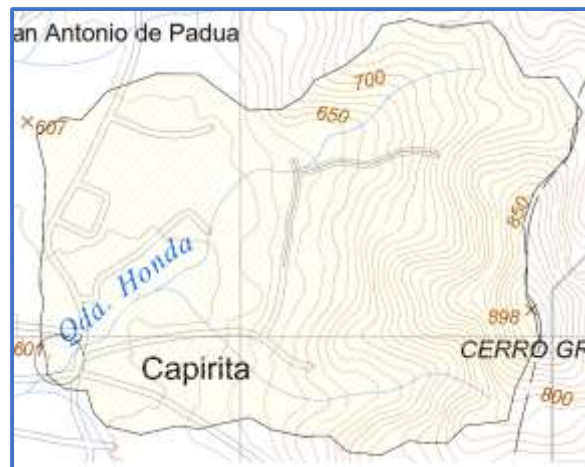 an Antonio de Padua
700
650
607
850
Qda. Honda
898
601
CERRO GR
Capirita
800